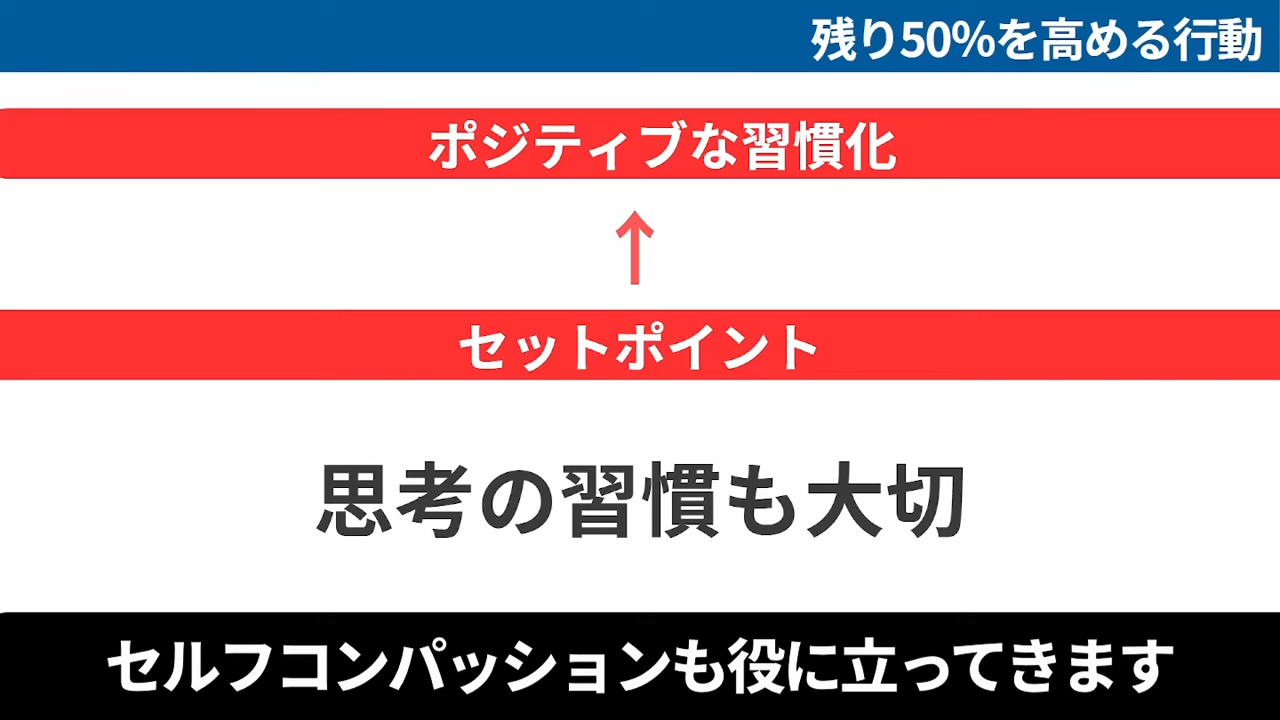 残り50%を高める行動
ポジティブな習慣化
↑
セットポイント
思考の習慣も大切
セルフコンパッションも役に立ってきます